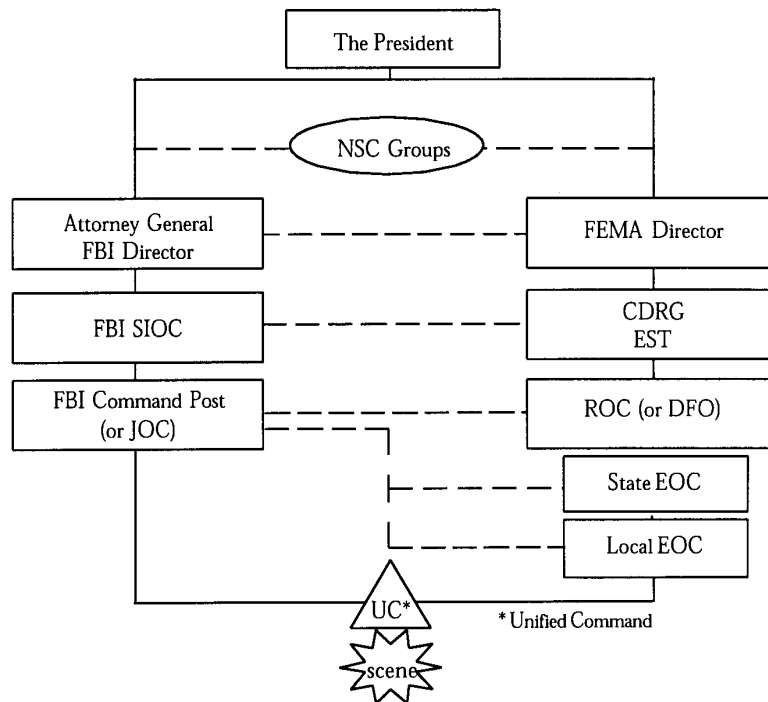 The President
NSC Groups
Attorney General
FBI Director
FEMA Director
FBI SIOC
CDRG
EST
FBI Command Post
(or JOC)
ROC (or DFO)
State EOC
Local EOC
UC*
* Unified Command
scene